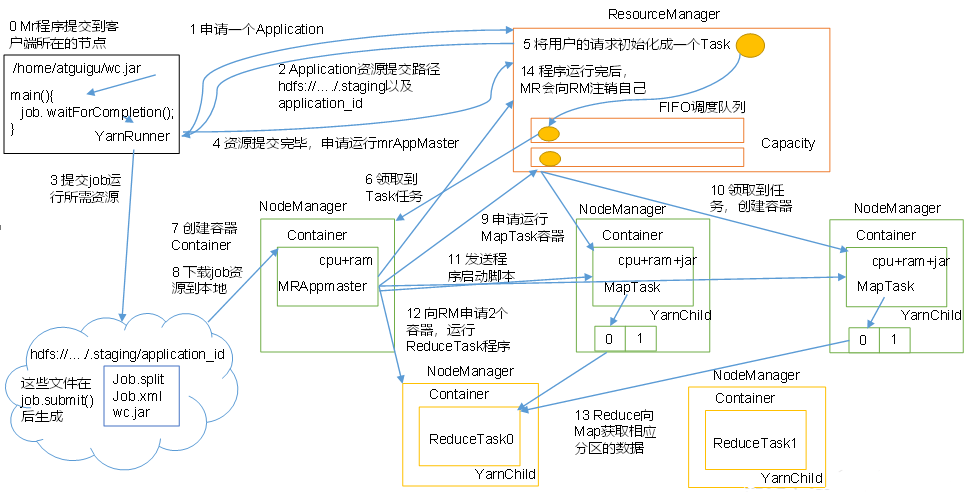 0 Mr程序提交到客
户端所在的节点
/home/atguigu/wc.jar
main(){
job. waitForCompletion();
}
YarnRunner
1 申请一个Application
2 Application资源提交路径
hdfs://…. /.staging以及
application_id
3 提交job运
行所需资源
4 资源提交完毕，申请运行mrAppMaster
ResourceManager
5 将用户的请求初始化成一个Task
14 程序运行完后，
MR会向RM注销自己
FIFO调度队列
Capacity
6 领取到
Task任务
NodeManager
7 创建容器
Container
8 下载job资
源到本地
Container
cpu+ram
MRAppmaster
9 申请运行
MapTask容器
10 领取到任
务，创建容器
11 发送程
序启动脚本
NodeManager
Container
cpu+ram+jar
MapTask
YarnChild
0
1
NodeManager
Container
cpu+ram+jar
MapTask
YarnChild
0
1
12 向RM申请2个
容器，运行
ReduceTask程序
hdfs://…. /.staging/application_id
这些文件在
job.submit()
后生成
Job.split
Job.xml
wc.jar
NodeManager
Container
ReduceTask0
YarnChild
13 Reduce向
Map获取相应
分区的数据
NodeManager
Container
ReduceTask1
YarnChild